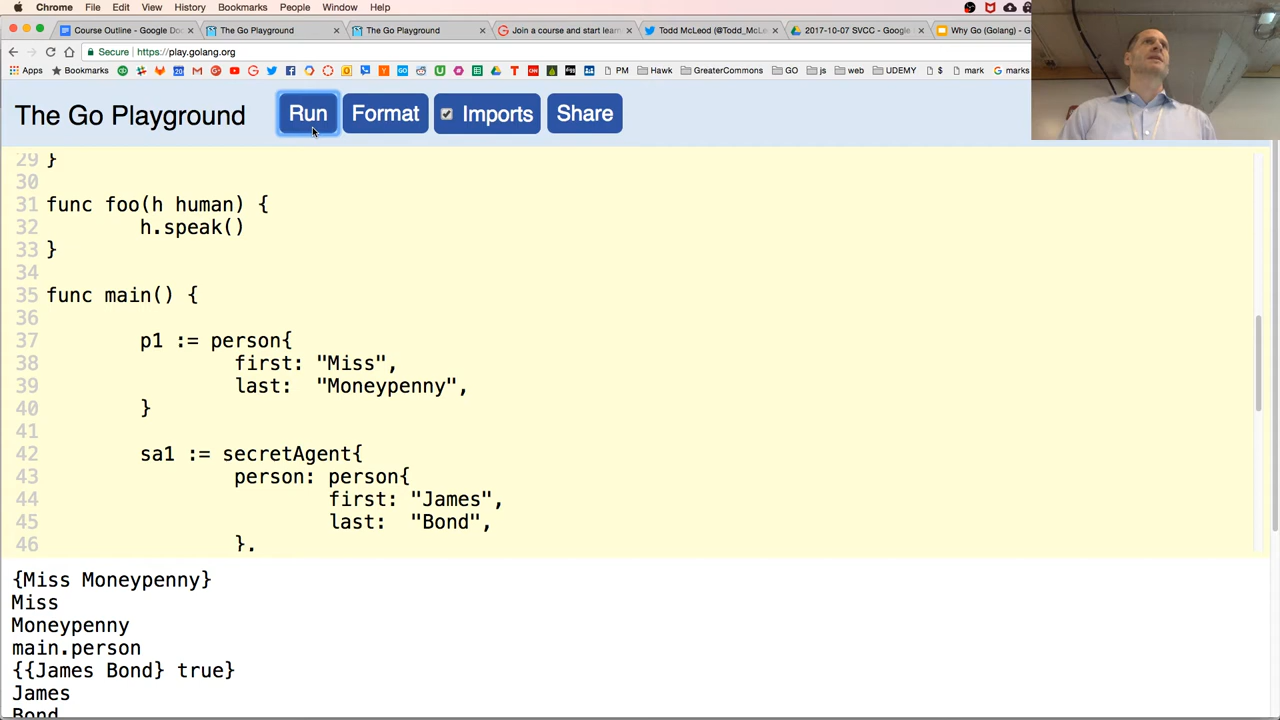 Chrome File Edit View History Bookmarks People Window Help
Course Outline - Google Do
The Go Playground
The Go Playground
Join a course and start lear
Todd McLeod (@Todd_McLe
2017-10-07 SVCC - Google
Why Go (Golang) - G
Secure https://play.golang.org
Apps Bookmarks PM Hawk GreaterCommons GO js web UDEMY $ mark marks
The Go Playground Run Format Imports Share
29 }
30
31 func foo(h human) {
32 h.speak()
33 }
34
35 func main() {
36
37 p1 := person{
38 first: "Miss",
39 last: "Moneypenny",
40 }
41
42 sa1 := secretAgent{
43 person: person{
44 first: "James",
45 last: "Bond",
46 },
{Miss Moneypenny}
Miss
Moneypenny
main.person
{{James Bond} true}
James
Bond